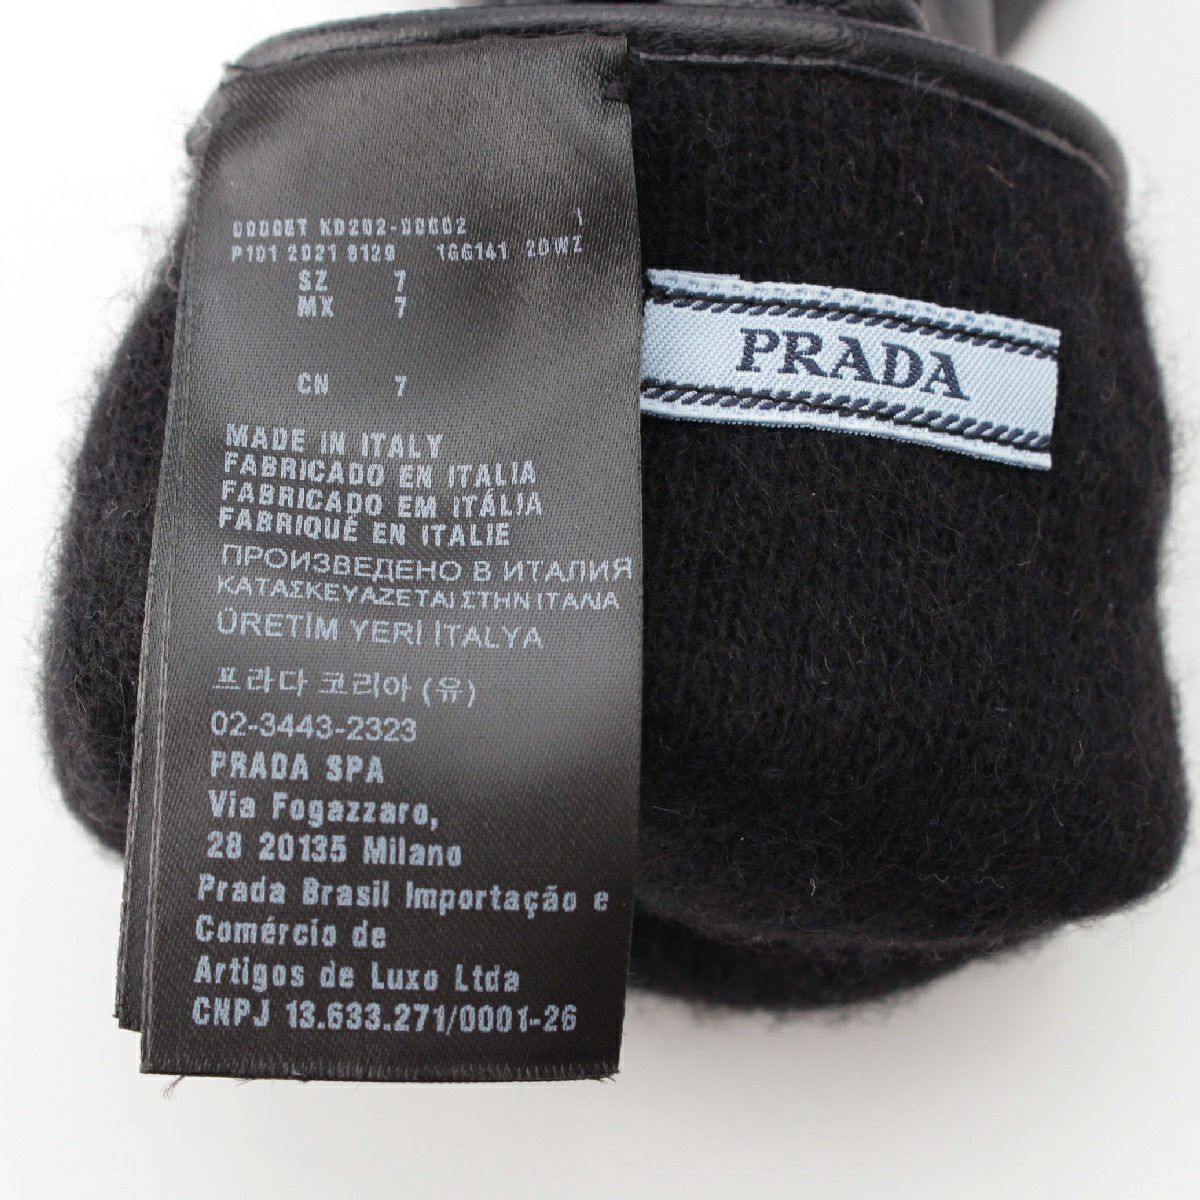 P101 2021 8129 1GG141 20WZ
SZ 7
MX 7
CN 7
MADE IN ITALY
FABRICADO EN ITALIA
FABRICADO EM ITÁLIA
FABRIQUÉ EN ITALIE
ПРОИЗВЕДЕНО В ИТАЛИЯ
ΚΑΤΑΣΚΕΥΑΖΕΤΑΙ ΣΤΗΝ ΙΤΑΛΙΑ
ÜRETİM YERİ İTALYA
프라다 코리아 (유)
02-3443-2323
PRADA SPA
Via Fogazzaro,
28 20135 Milano
Prada Brasil Importação e
Comércio de
Artigos de Luxo Ltda
CNPJ 13.633.271/0001-26
PRADA